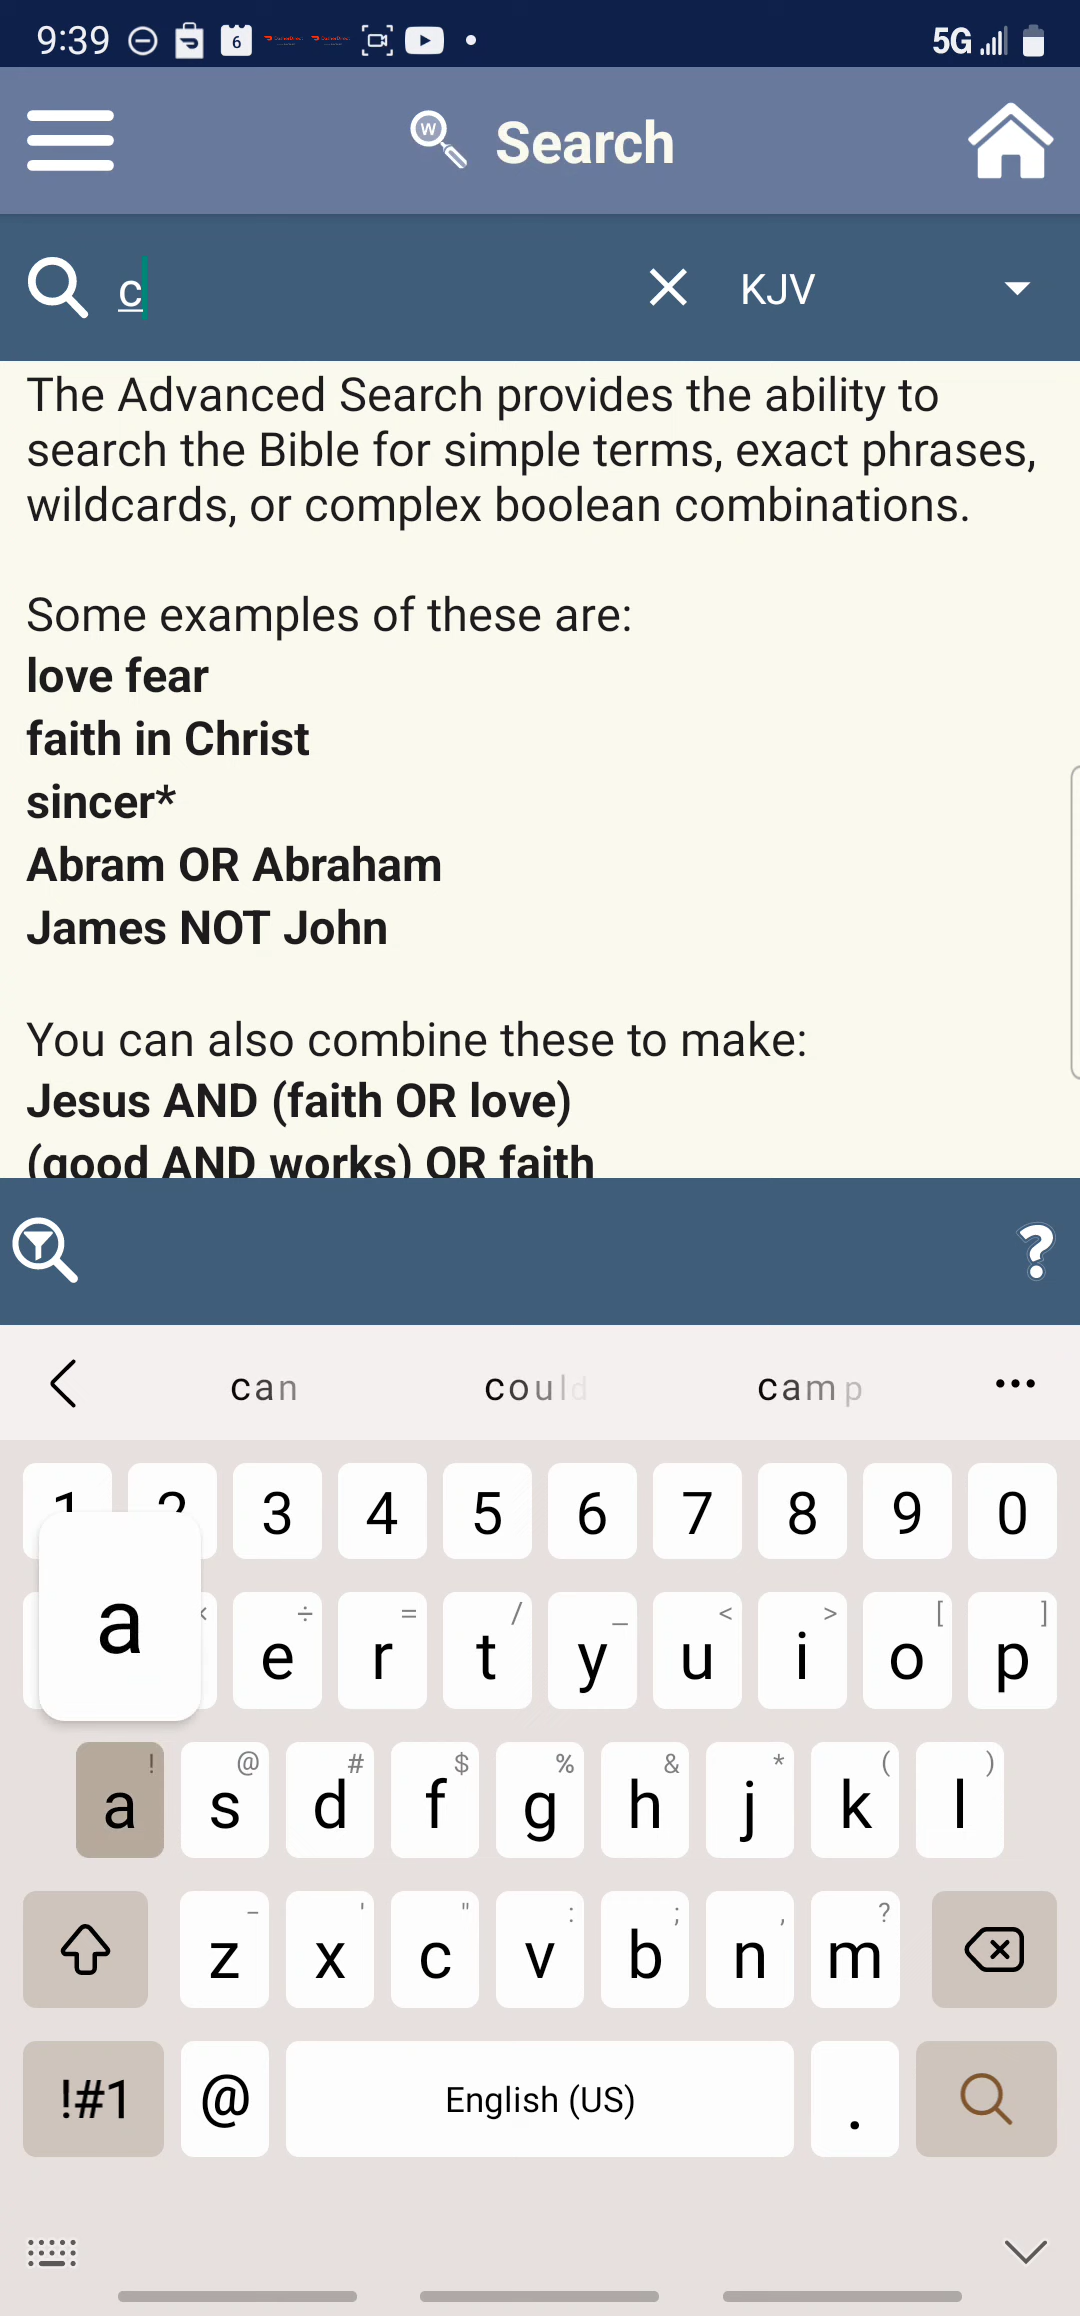 9:39 6 5G
W Search
c KJV
The Advanced Search provides the ability to
search the Bible for simple terms, exact phrases,
wildcards, or complex boolean combinations.
Some examples of these are:
love fear
faith in Christ
sincer*
Abram OR Abraham
James NOT John
You can also combine these to make:
Jesus AND (faith OR love)
(good AND works) OR faith
?
can could camp ...
1 2 3 4 5 6 7 8 9 0
a
÷ = / _ < > [ ]
e r t y u i o p
! @ # $ % & * ( )
a s d f g h j k l
- ' " : ; , ?
z x c v b n m
!#1 @ English (US) .